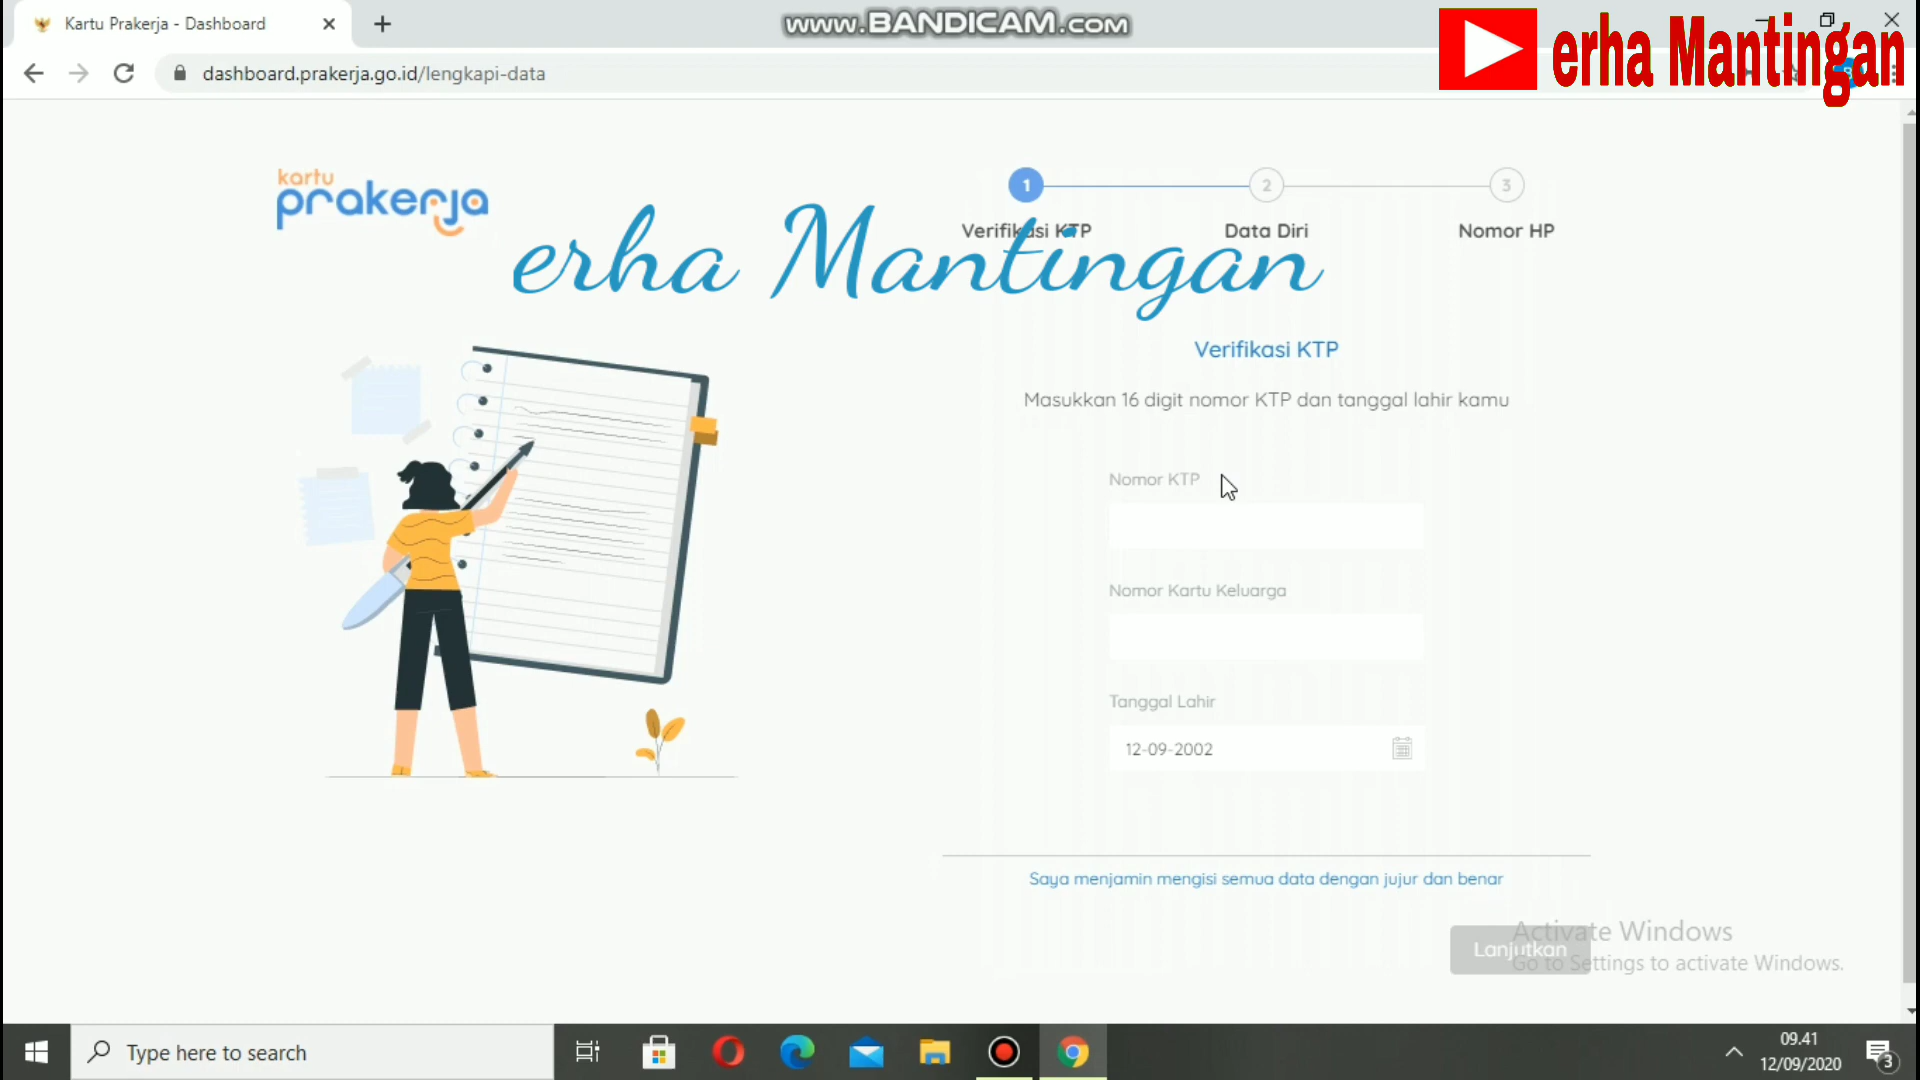 Kartu Prakerja - Dashboard
www.BANDICAM.com
erha Mantingan
dashboard.prakerja.go.id/lengkapi-data
kartu
prakerja
1
2
3
Verifikasi KTP
Data Diri
Nomor HP
erha Mantingan
Verifikasi KTP
Masukkan 16 digit nomor KTP dan tanggal lahir kamu
Nomor KTP
Nomor Kartu Keluarga
Tanggal Lahir
12-09-2002
Saya menjamin mengisi semua data dengan jujur dan benar
Lanjutkan
Activate Windows
Go to Settings to activate Windows.
Type here to search
09.41
12/09/2020
3